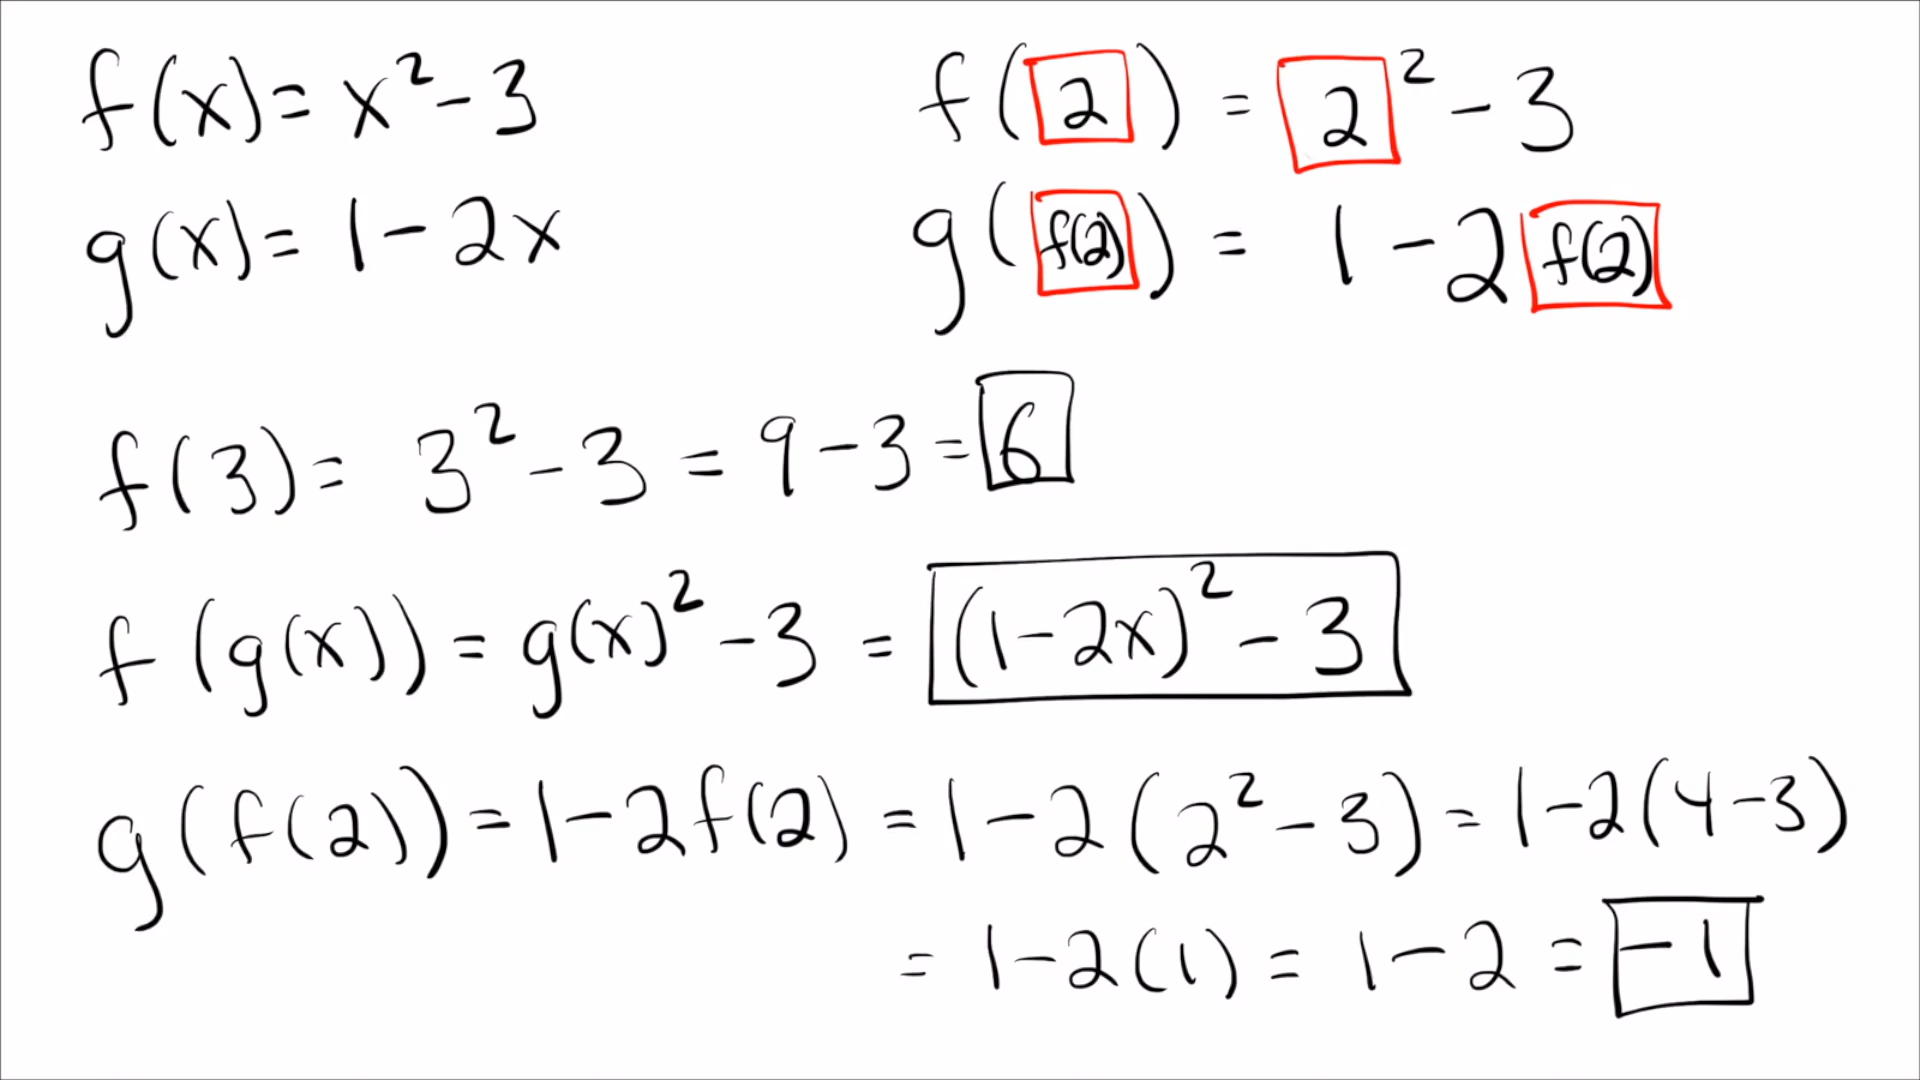 f(x) = x² - 3
g(x) = 1 - 2x
f(2) = 2² - 3
g(f(2)) = 1 - 2 f(2)
f(3) = 3² - 3 = 9 - 3 = 6
f(g(x)) = g(x)² - 3 = (1 - 2x)² - 3
g(f(2)) = 1 - 2f(2) = 1 - 2(2² - 3) = 1 - 2(4 - 3)
= 1 - 2(1) = 1 - 2 = -1